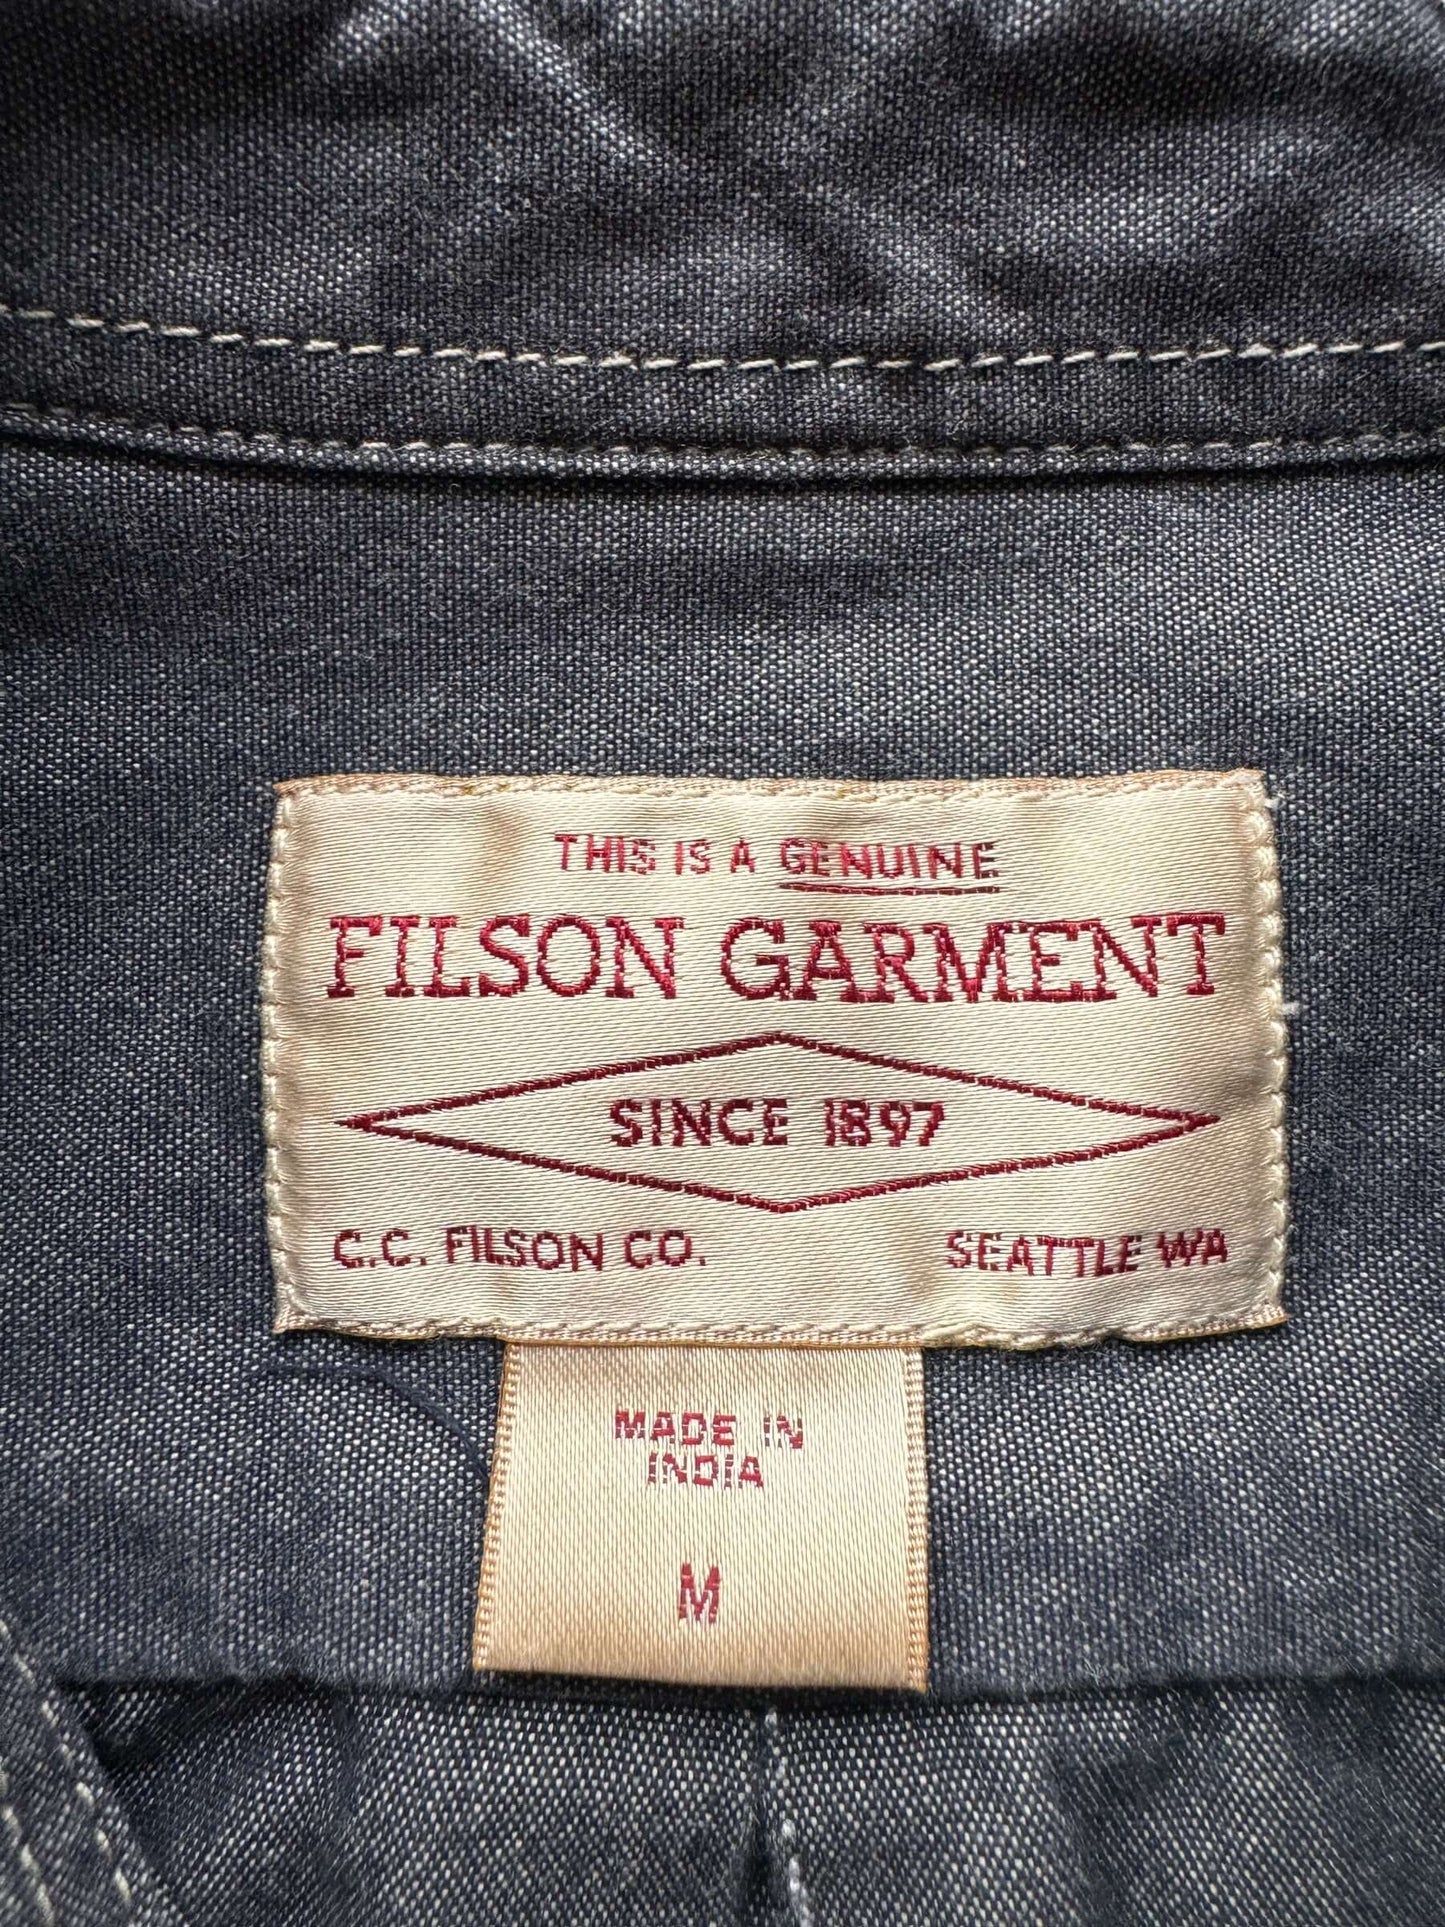 THIS IS A GENUINE
FILSON GARMENT
SINCE 1897
C.C. FILSON CO. SEATTLE WA
MADE IN
INDIA
M